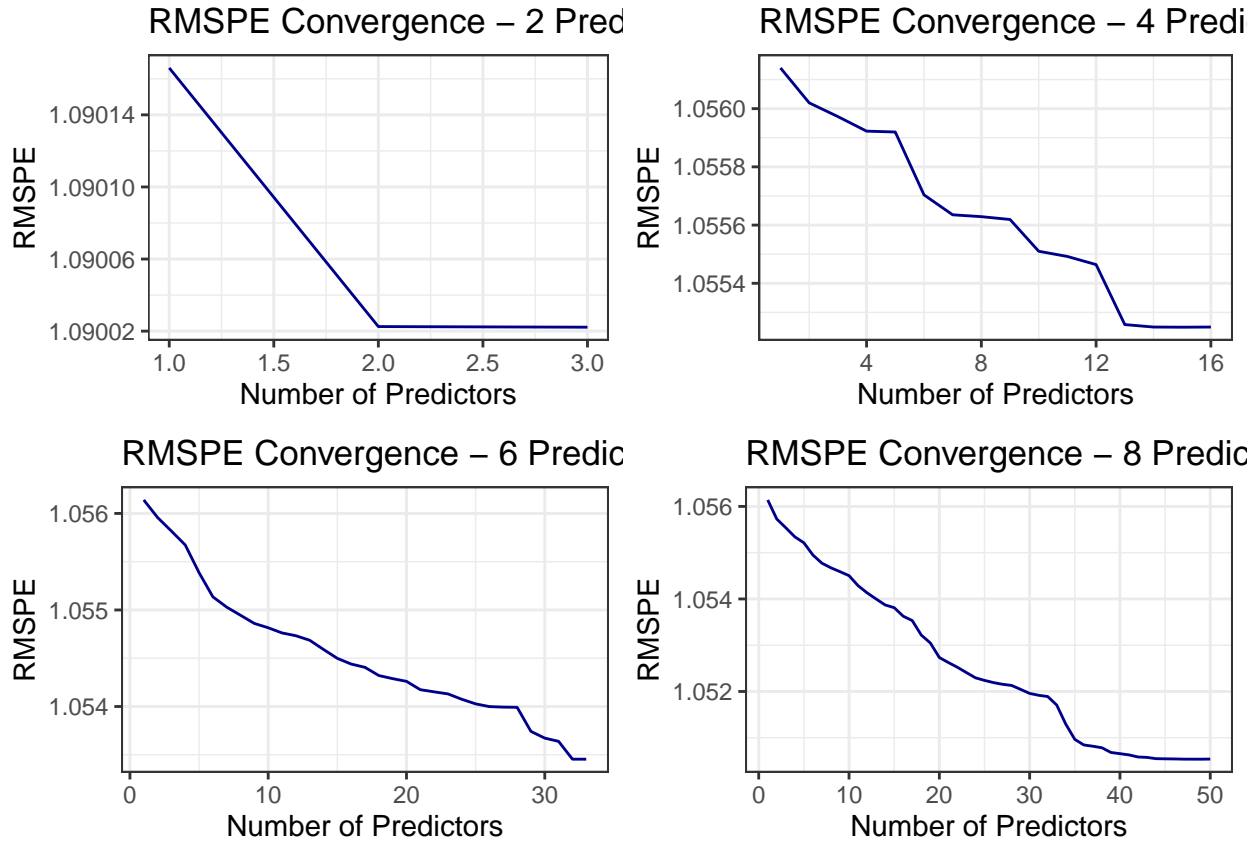 RMSPE Convergence – 2 Pred
1.09014
1.09010
1.09006
1.09002
RMSPE
1.0 1.5 2.0 2.5 3.0
Number of Predictors
RMSPE Convergence – 4 Predi
1.0560
1.0558
1.0556
1.0554
RMSPE
4 8 12 16
Number of Predictors
RMSPE Convergence – 6 Predic
1.056
1.055
1.054
RMSPE
0 10 20 30
Number of Predictors
RMSPE Convergence – 8 Predic
1.056
1.054
1.052
RMSPE
0 10 20 30 40 50
Number of Predictors